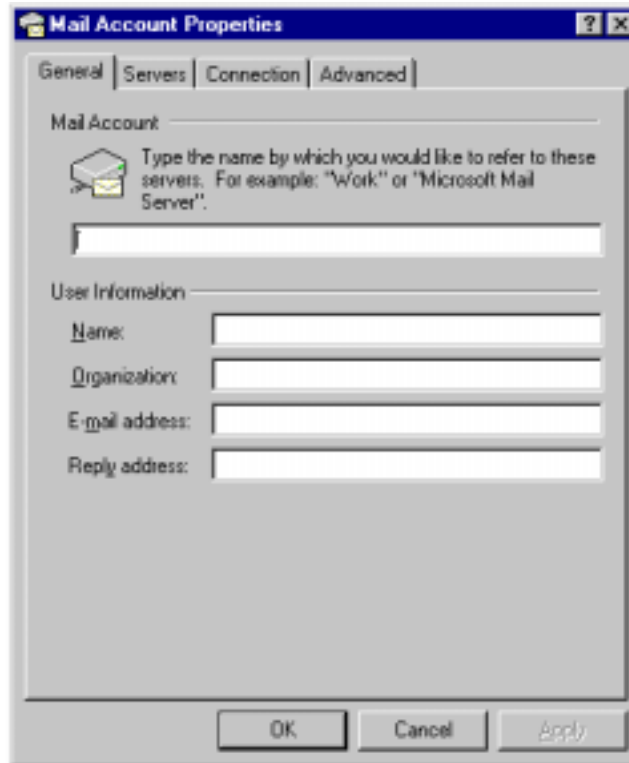 Mail Account Properties
General Servers Connection Advanced
Mail Account
Type the name by which you would like to refer to these
servers. For example: "Work" or "Microsoft Mail
Server".
User Information
Name:
Organization:
E-mail address:
Reply address:
OK Cancel Apply